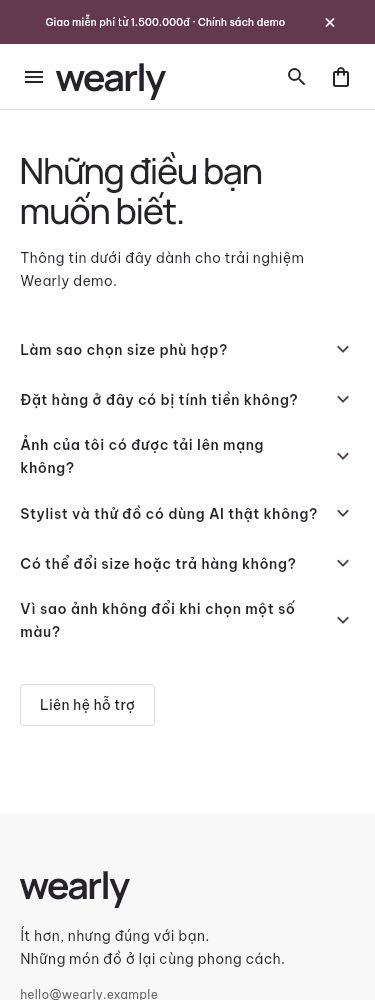 Giao miễn phí từ 1.500.000đ · Chính sách demo
wearly
Những điều bạn
muốn biết.
Thông tin dưới đây dành cho trải nghiệm
Wearly demo.
Làm sao chọn size phù hợp?
Đặt hàng ở đây có bị tính tiền không?
Ảnh của tôi có được tải lên mạng
không?
Stylist và thử đồ có dùng AI thật không?
Có thể đổi size hoặc trả hàng không?
Vì sao ảnh không đổi khi chọn một số
màu?
Liên hệ hỗ trợ
wearly
Ít hơn, nhưng đúng với bạn.
Những món đồ ở lại cùng phong cách.
hello@wearly.example